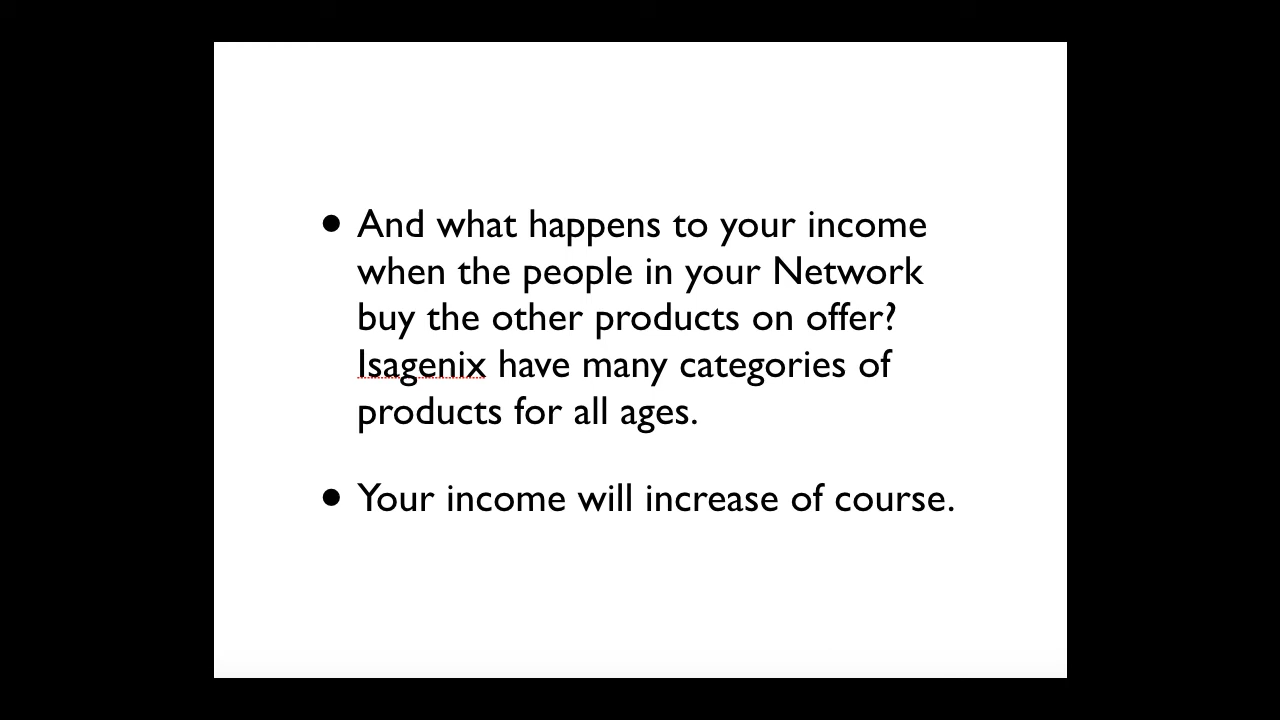 • And what happens to your income
when the people in your Network
buy the other products on offer?
Isagenix have many categories of
products for all ages.
• Your income will increase of course.